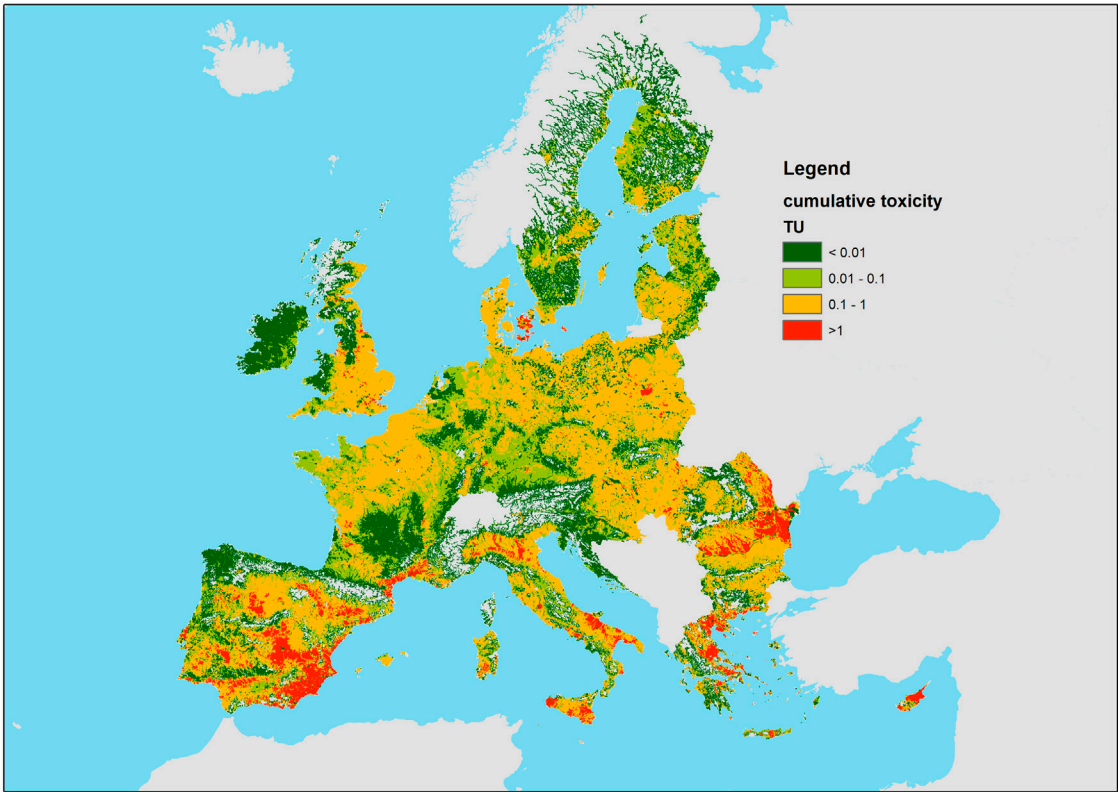 Legend
cumulative toxicity
TU
< 0.01
0.01 - 0.1
0.1 - 1
>1